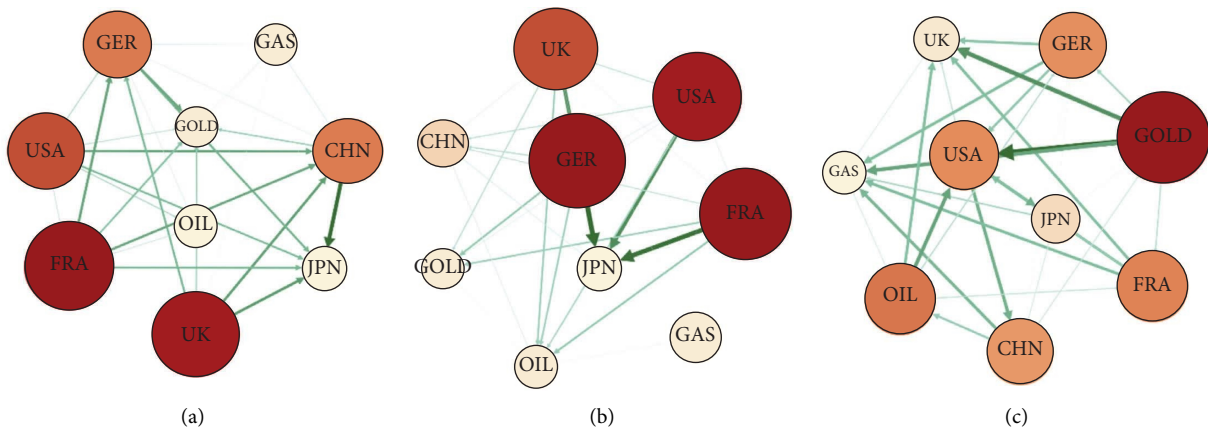 GER
GAS
GOLD
USA
CHN
OIL
FRA
JPN
UK
(a)
UK
USA
CHN
GER
FRA
GOLD
JPN
GAS
OIL
(b)
UK
GER
GOLD
USA
GAS
JPN
OIL
FRA
CHN
(c)